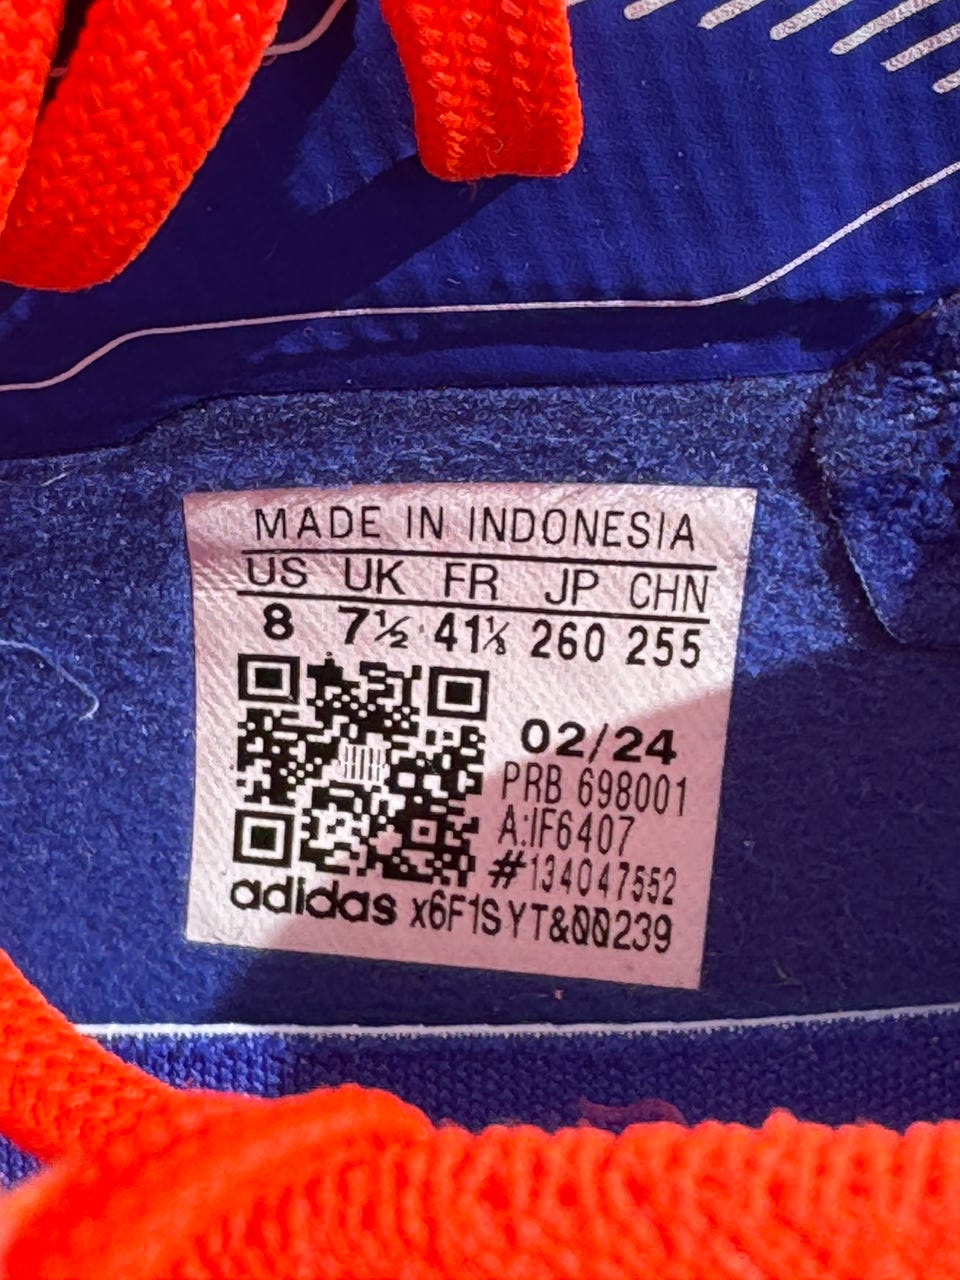 MADE IN INDONESIA
US UK FR JP CHN
8 7½ 41⅓ 260 255
02/24
PRB 698001
A:IF6407
#134047552
adidas x6F1SYT&00239